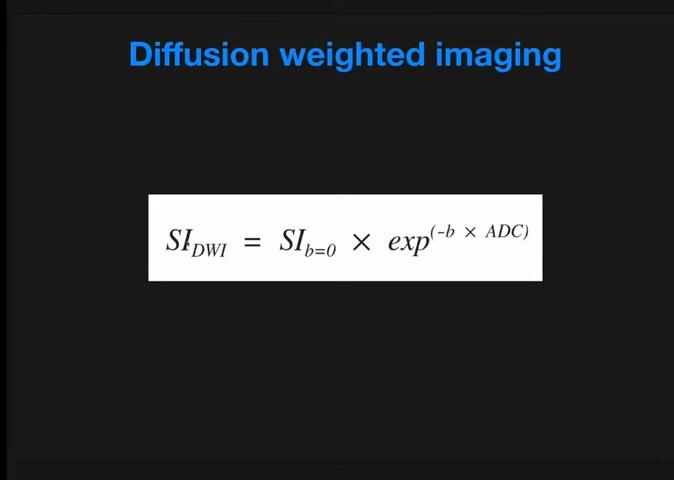 Diffusion weighted imaging
SI_DWI = SI_b=0 × exp^(-b × ADC)